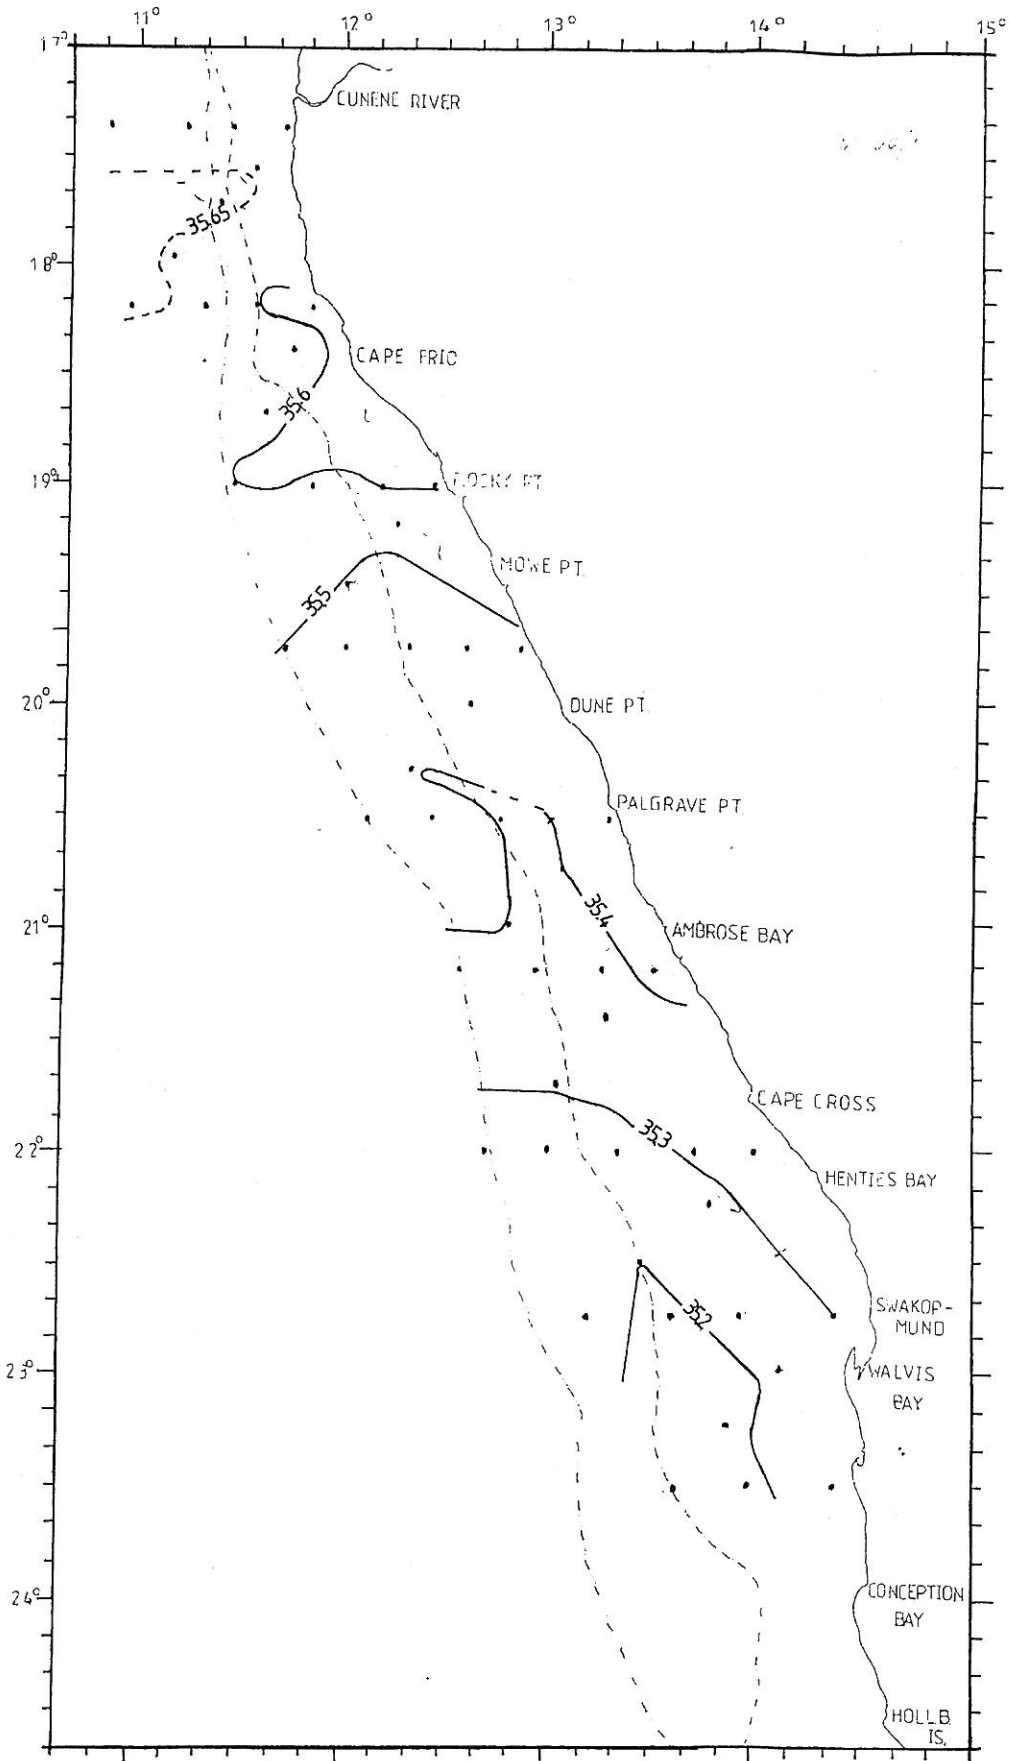 11° 12° 13° 14° 15°
17°
CUNENE RIVER
35.65
18°
CAPE FRIO
35.6
19°
ROCKY PT.
MOWE PT.
35.5
20°
DUNE PT.
PALGRAVE PT.
35.4
21°
AMBROSE BAY
CAPE CROSS
35.3
22°
HENTIES BAY
35.2
SWAKOP-
MUND
23°
WALVIS
BAY
24°
CONCEPTION
BAY
HOLLB.
IS.